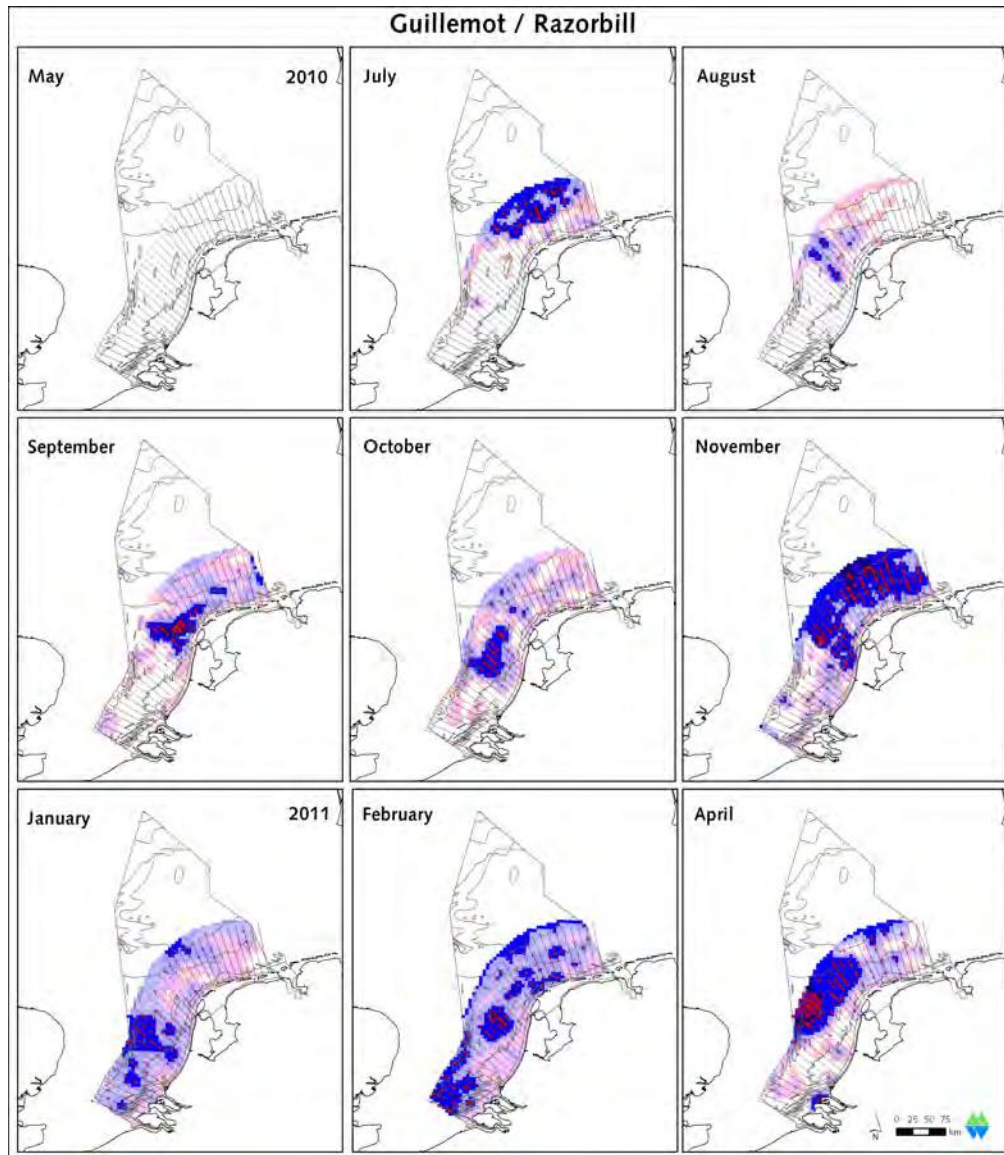 Guillemot / Razorbill
May 2010
July
August
September
October
November
January 2011
February
April
0 25 50 75
km
N